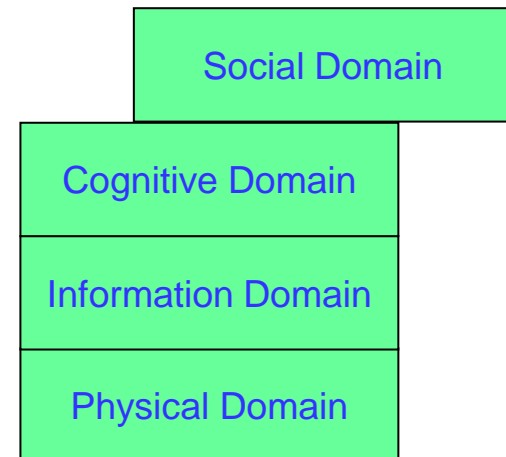 Social Domain
Cognitive Domain
Information Domain
Physical Domain